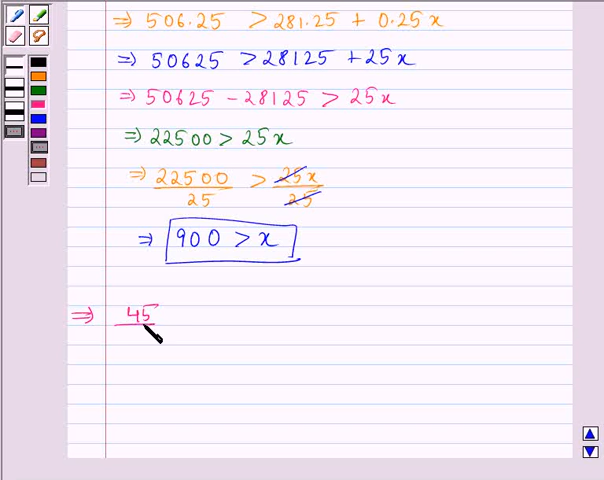 ⇒ 506.25 > 281.25 + 0.25x
⇒ 50625 > 28125 + 25x
⇒ 50625 - 28125 > 25x
⇒ 22500 > 25x
⇒ 22500/25 > 25x/25
⇒ 900 > x
⇒ 45